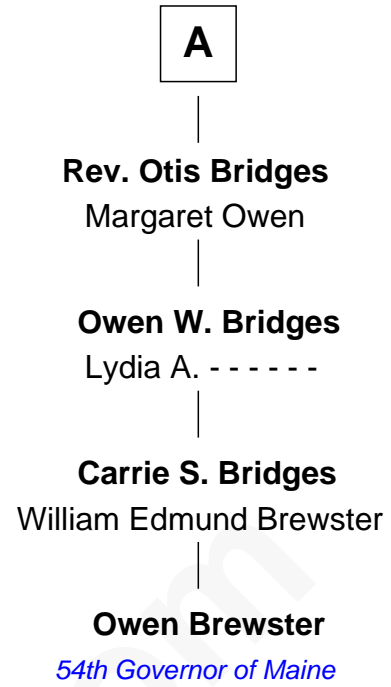 A
Rev. Otis Bridges
Margaret Owen
Owen W. Bridges
Lydia A. - - - - - -
Carrie S. Bridges
William Edmund Brewster
Owen Brewster
54th Governor of Maine